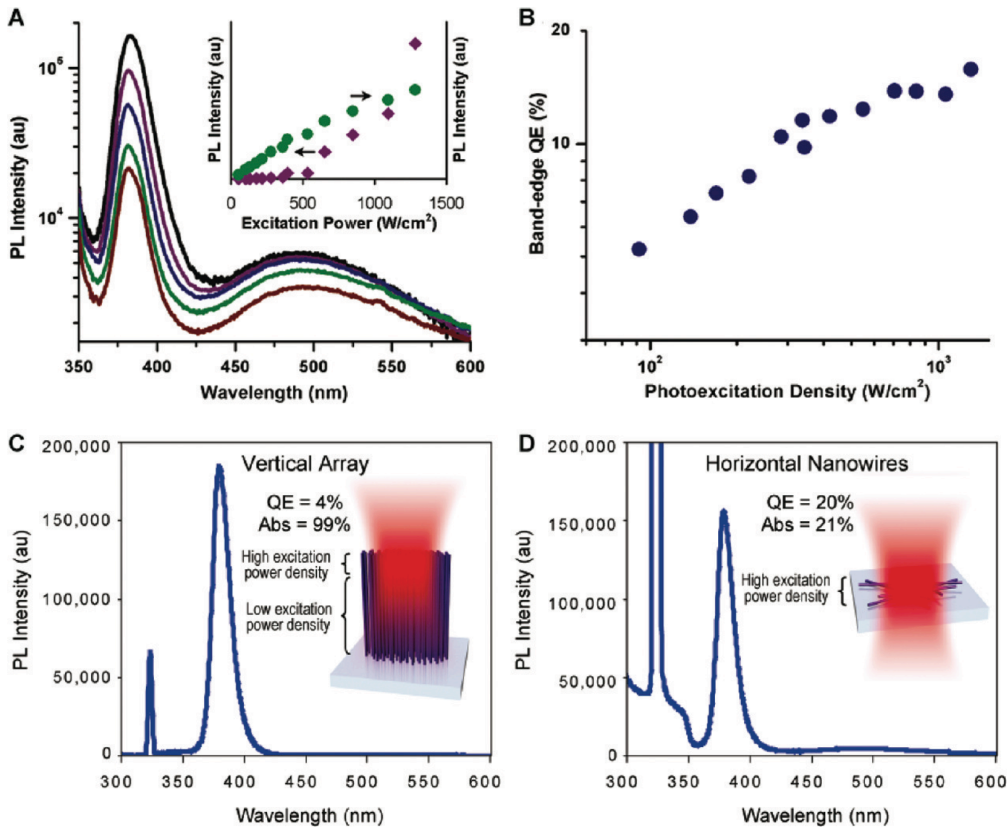 A
PL Intensity (au)
10⁵
10⁴
350 400 450 500 550 600
Wavelength (nm)
PL Intensity (au)
PL Intensity (au)
0 500 1000 1500
Excitation Power (W/cm²)
B
Band-edge QE (%)
20
10
10² 10³
Photoexcitation Density (W/cm²)
C
PL Intensity (au)
200,000
150,000
100,000
50,000
0
300 350 400 450 500 550 600
Wavelength (nm)
Vertical Array
QE = 4%
Abs = 99%
High excitation
power density
Low excitation
power density
D
PL Intensity (au)
200,000
150,000
100,000
50,000
0
300 350 400 450 500 550 600
Wavelength (nm)
Horizontal Nanowires
QE = 20%
Abs = 21%
High excitation
power density